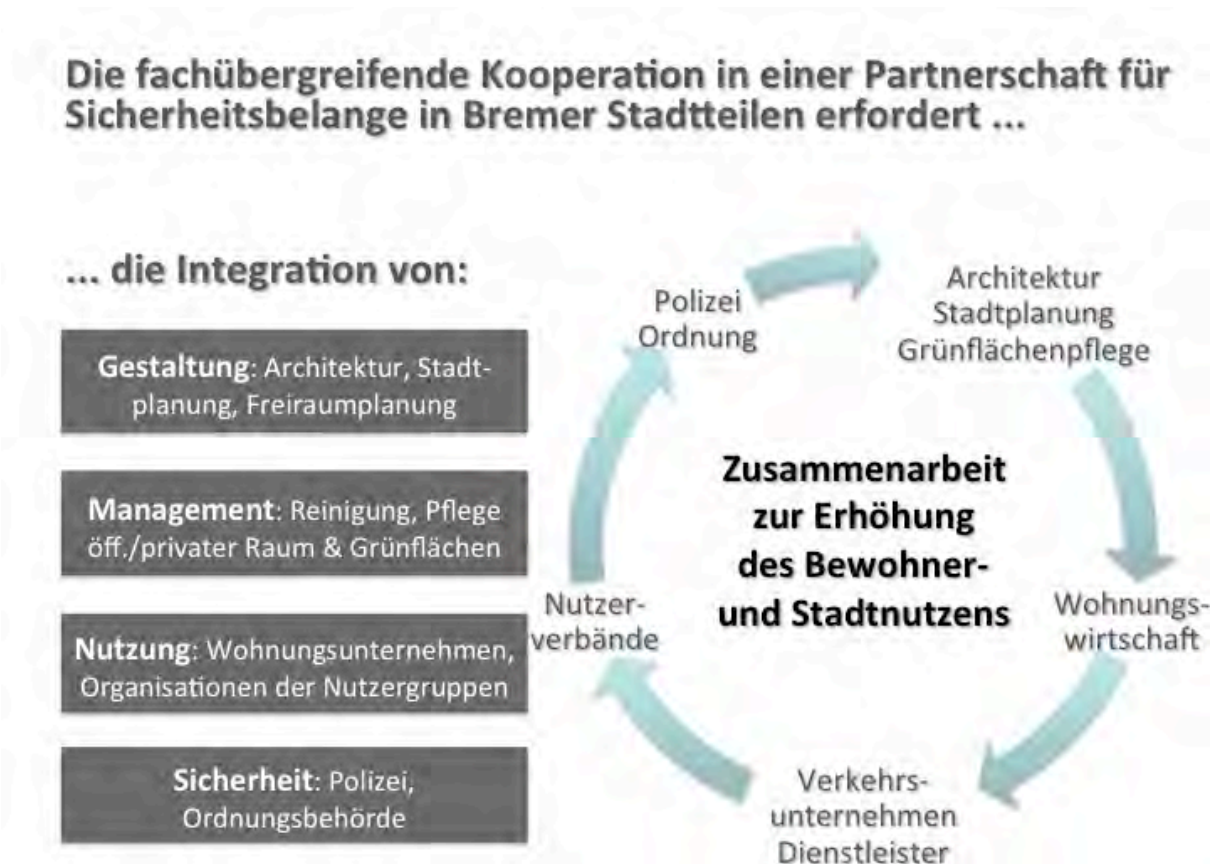 Die fachübergreifende Kooperation in einer Partnerschaft für
Sicherheitsbelange in Bremer Stadtteilen erfordert ...
... die Integration von:
Gestaltung: Architektur, Stadt-
planung, Freiraumplanung
Management: Reinigung, Pflege
öff./privater Raum & Grünflächen
Nutzung: Wohnungsunternehmen,
Organisationen der Nutzergruppen
Sicherheit: Polizei,
Ordnungsbehörde
Polizei
Ordnung
Architektur
Stadtplanung
Grünflächenpflege
Wohnungs-
wirtschaft
Verkehrs-
unternehmen
Dienstleister
Nutzer-
verbände
Zusammenarbeit
zur Erhöhung
des Bewohner-
und Stadtnutzens